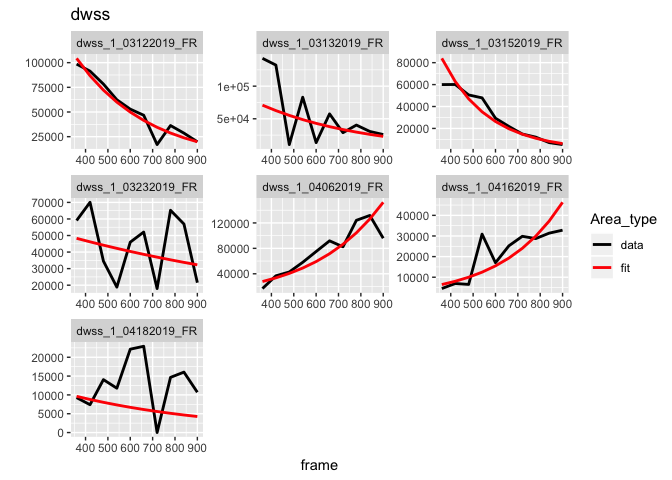 dwss
dwss_1_03122019_FR dwss_1_03132019_FR dwss_1_03152019_FR
100000
75000
50000
25000
1e+05
5e+04
80000
60000
40000
20000
400 500 600 700 800 900 400 500 600 700 800 900 400 500 600 700 800 900
dwss_1_03232019_FR dwss_1_04062019_FR dwss_1_04162019_FR
70000
60000
50000
40000
30000
20000
120000
80000
40000
40000
30000
20000
10000
400 500 600 700 800 900 400 500 600 700 800 900 400 500 600 700 800 900
Area_type
data
fit
dwss_1_04182019_FR
20000
15000
10000
5000
0
400 500 600 700 800 900
frame